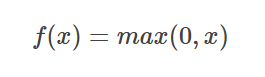 f(x) = max(0, x)